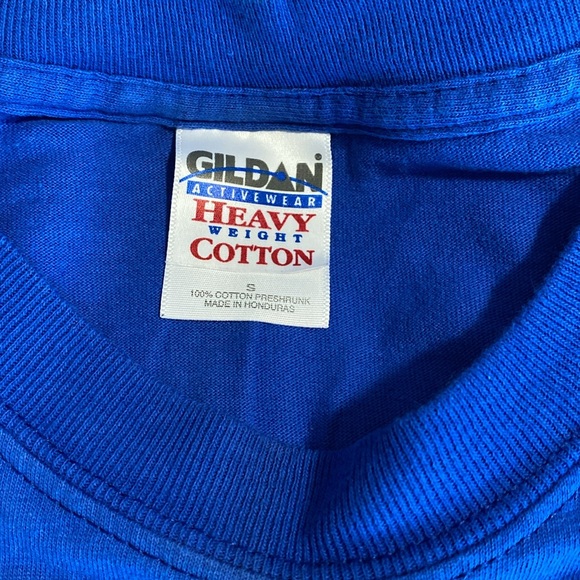 GILDAN
ACTIVEWEAR
HEAVY
WEIGHT
COTTON
S
100% COTTON PRESHRUNK
MADE IN HONDURAS